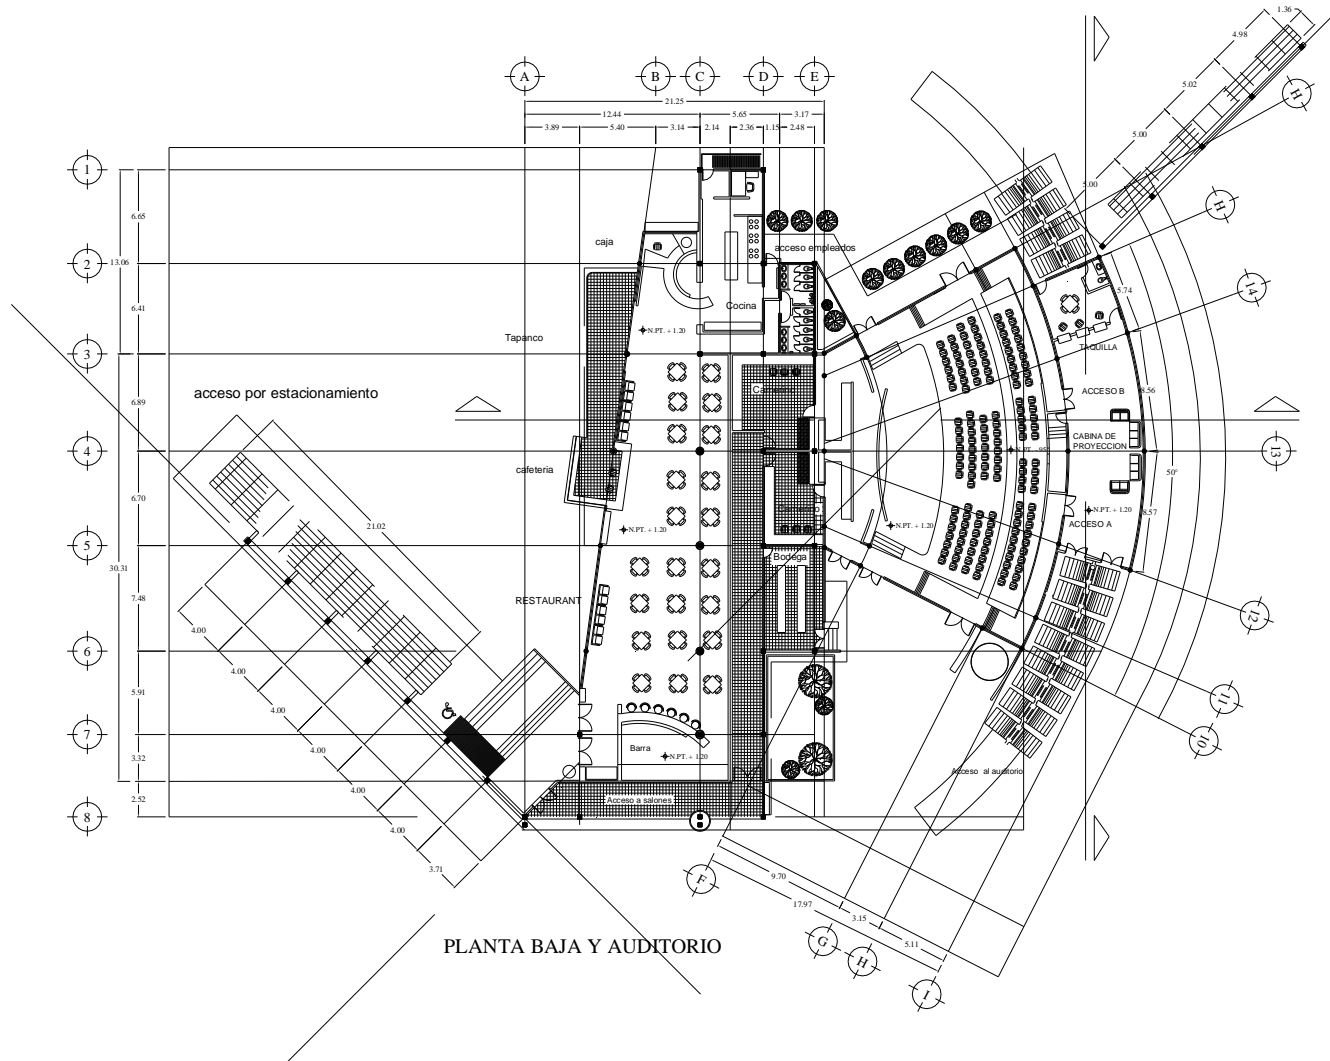 1.36
4.98
5.02
5.00
5.00
H
H
14
13
12
11
10
A
B
C
D
E
21.25
12.44
5.65
3.17
3.89
5.40
3.14
2.14
2.36
1.15
2.48
1
2
3
4
5
6
7
8
6.65
13.06
6.41
6.89
6.70
30.31
7.48
5.91
3.32
2.52
caja
acceso empleados
Cocina
N.PT. + 1.20
Tapanco
acceso por estacionamiento
cafeteria
N.PT. + 1.20
RESTAURANT
Bodega
Barra
N.PT. + 1.20
Acceso a salones
5.74
TAQUILLA
ACCESO B
8.56
CABINA DE
PROYECCION
50°
N.PT. + 1.20
8.57
ACCESO A
N.PT. + 1.20
Acceso al auditorio
21.02
4.00
4.00
4.00
4.00
4.00
4.00
3.71
F
9.70
17.97
3.15
5.11
G
H
I
PLANTA BAJA Y AUDITORIO